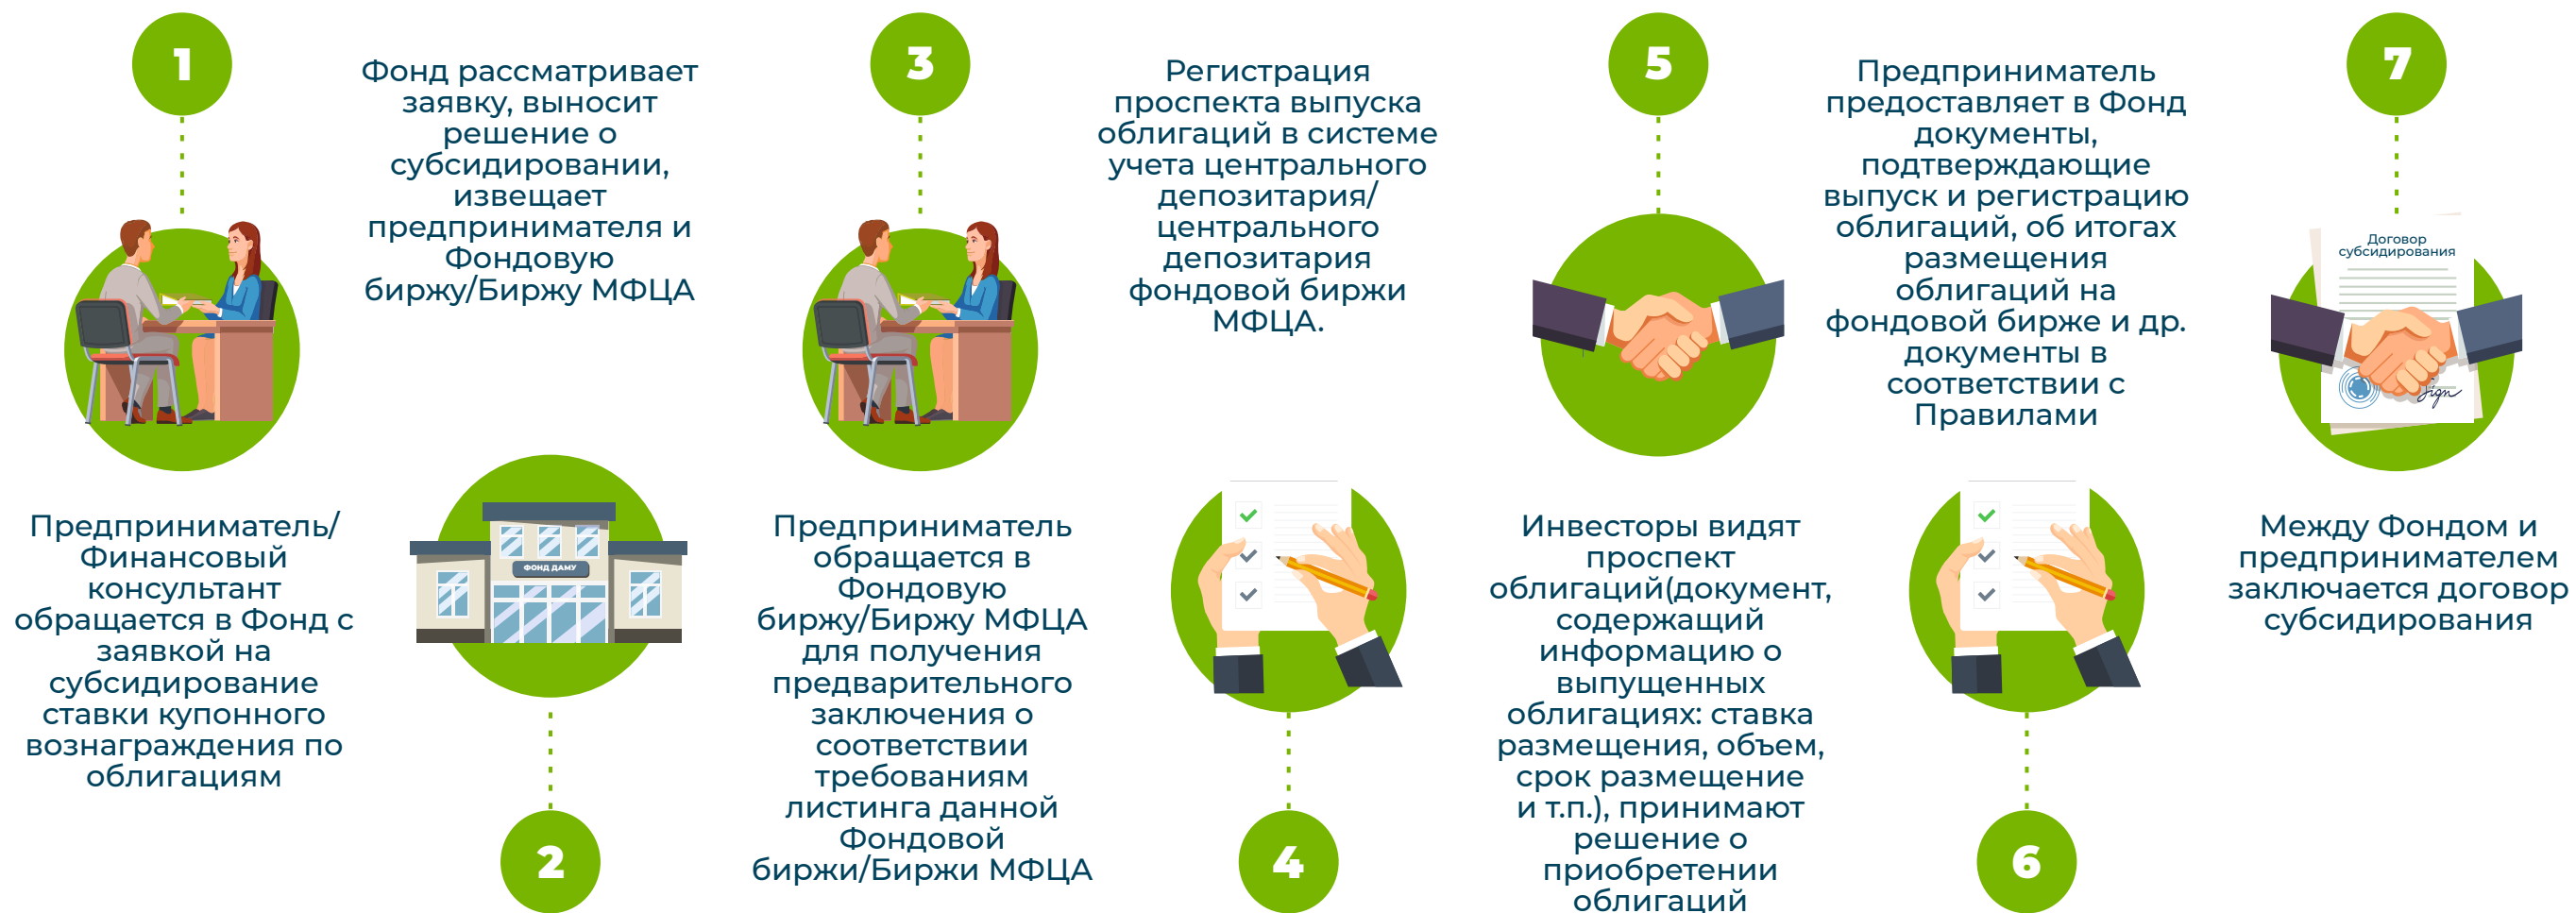 1
Предприниматель/
Финансовый
консультант
обращается в Фонд с
заявкой на
субсидирование
ставки купонного
вознаграждения по
облигациям
Фонд рассматривает
заявку, выносит
решение о
субсидировании,
извещает
предпринимателя и
Фондовую
биржу/Биржу МФЦА
ФОНД ДАМУ
2
3
Предприниматель
обращается в
Фондовую
биржу/Биржу МФЦА
для получения
предварительного
заключения о
соответствии
требованиям
листинга данной
Фондовой
биржи/Биржи МФЦА
Регистрация
проспекта выпуска
облигаций в системе
учета центрального
депозитария/
центрального
депозитария
фондовой биржи
МФЦА.
4
5
Инвесторы видят
проспект
облигаций(документ,
содержащий
информацию о
выпущенных
облигациях: ставка
размещения, объем,
срок размещение
и т.п.), принимают
решение о
приобретении
облигаций
Предприниматель
предоставляет в Фонд
документы,
подтверждающие
выпуск и регистрацию
облигаций, об итогах
размещения
облигаций на
фондовой бирже и др.
документы в
соответствии с
Правилами
6
7
Договор
субсидирования
Sign
Между Фондом и
предпринимателем
заключается договор
субсидирования